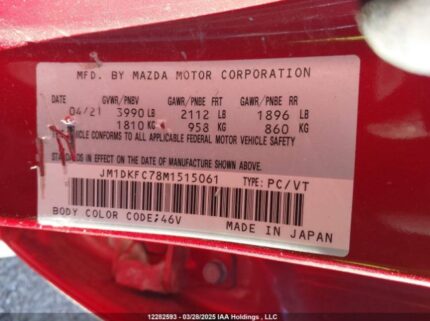 MFD. BY MAZDA MOTOR CORPORATION
DATE GVWR/PNBV GAWR/PNBE FRT GAWR/PNBE RR
04/21 3990 LB 2112 LB 1896 LB
1810 KG 958 KG 860 KG
VEHICLE CONFORMS TO ALL APPLICABLE FEDERAL MOTOR VEHICLE SAFETY
IN EFFECT ON THE DATE OF MANUFACTURE SHOWN ABOVE.
JM1DKFC78M1515061 TYPE:PC/VT
BODY COLOR CODE;46V MADE IN JAPAN
12282593 - 03/28/2025 IAA Holdings , LLC